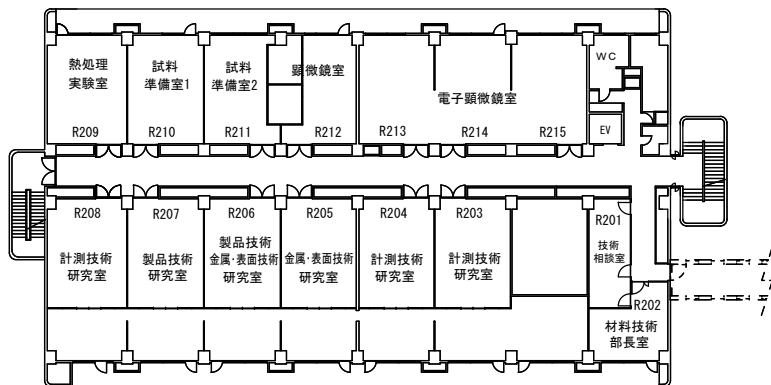 熱処理
実験室
R209
試料
準備室1
R210
試料
準備室2
R211
顕微鏡室
R212
電子顕微鏡室
R213
R214
R215
WC
EV
R208
計測技術
研究室
R207
製品技術
研究室
R206
製品技術
金属・表面技術
研究室
R205
金属・表面技術
研究室
R204
計測技術
研究室
R203
計測技術
研究室
R201
技術
相談室
R202
材料技術
部長室